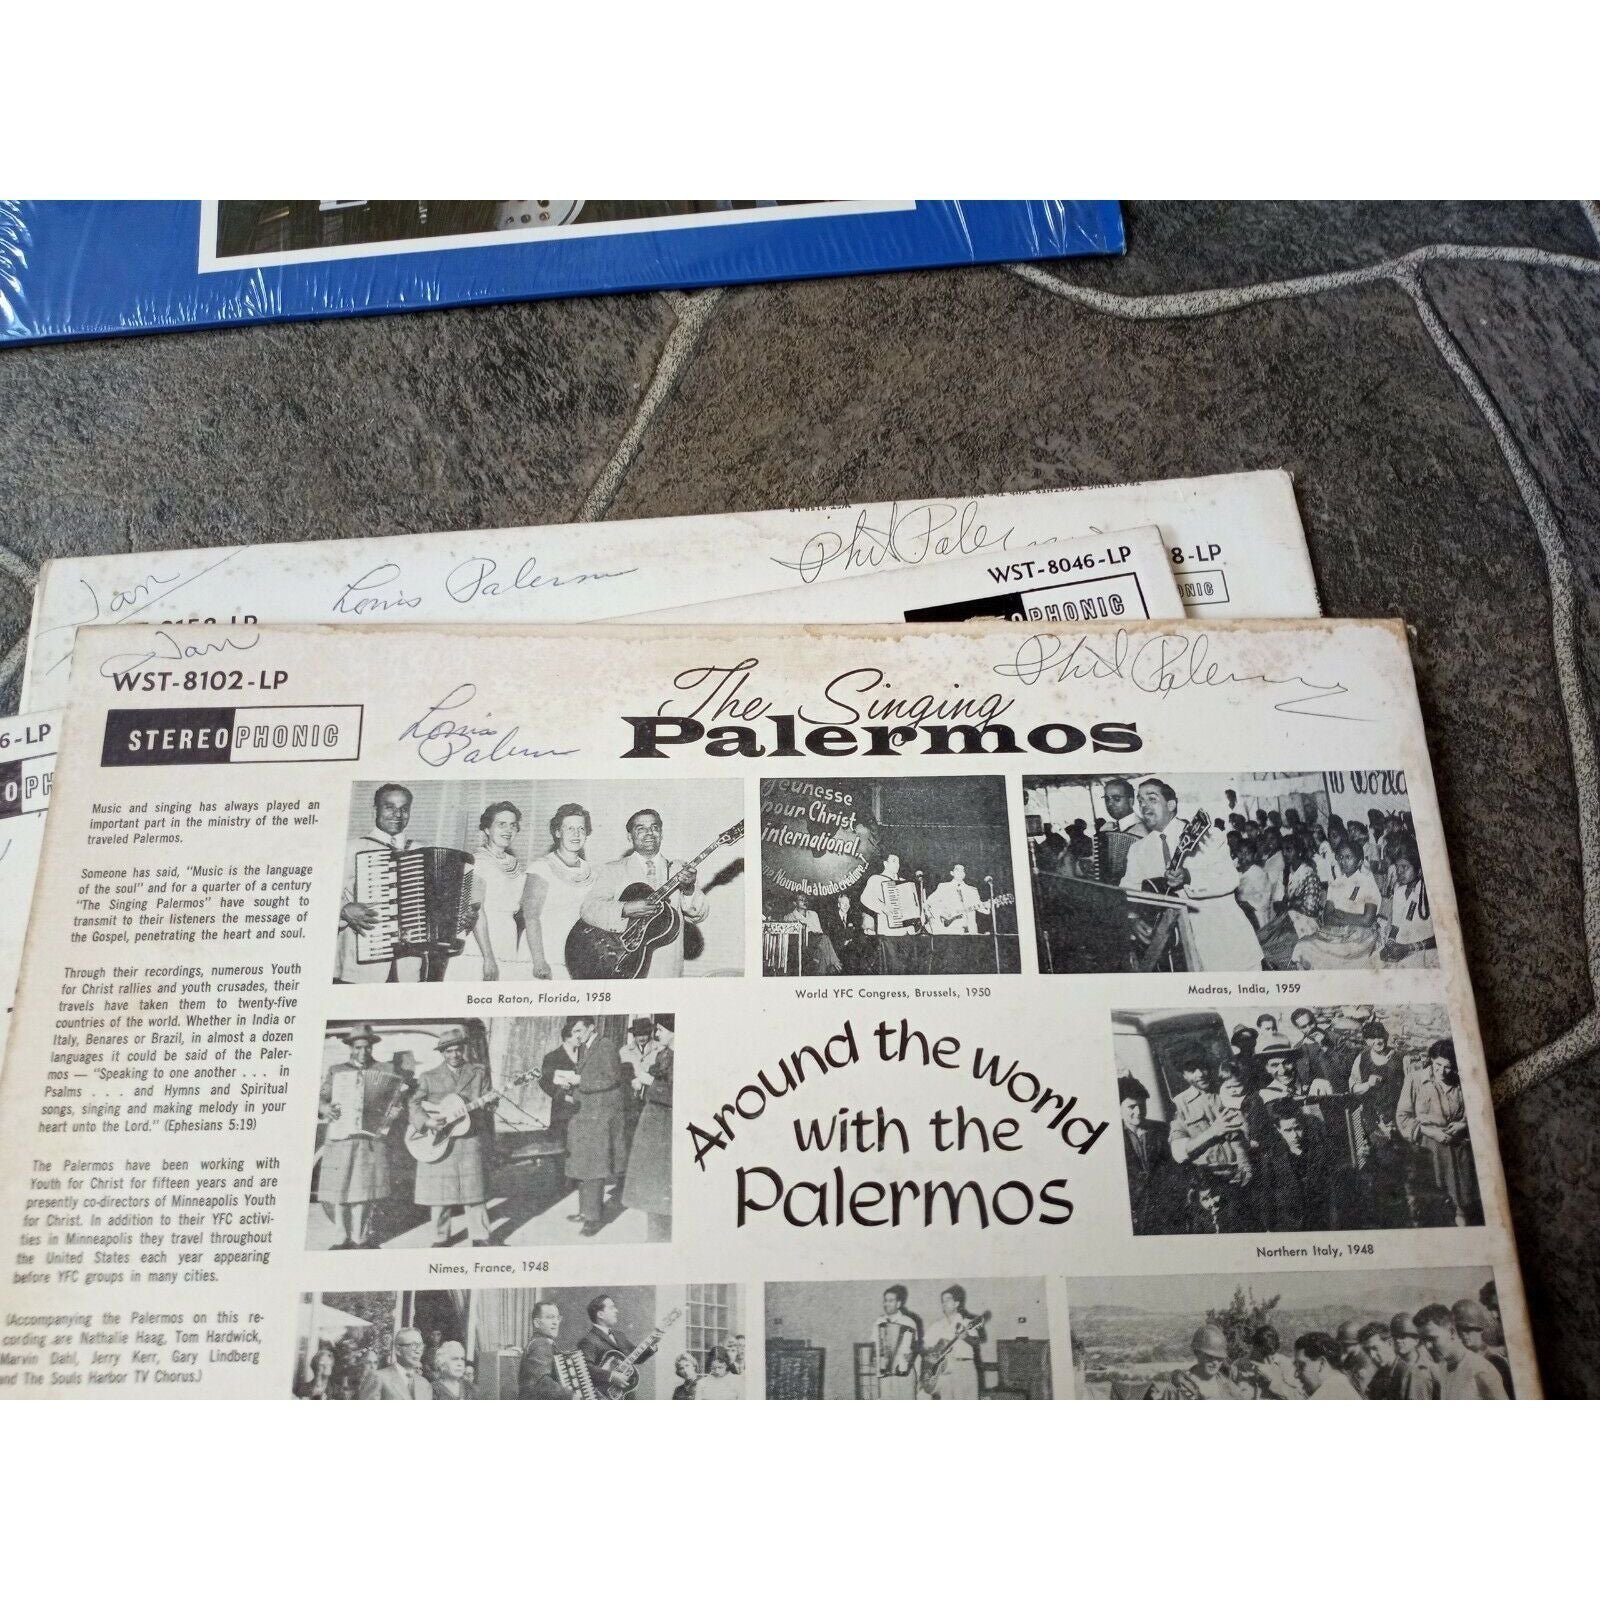 WST-8046-LP
8-LP
STEREOPHONIC
Jan
Louis Palermo
Phil Palermo
6-LP
Jan
WST-8102-LP
STEREOPHONIC
Louis
Palermo
The Singing
Palermos
Phil Palermo
Music and singing has always played an
important part in the ministry of the well-
traveled Palermos.
Someone has said, "Music is the language
of the soul" and for a quarter of a century
"The Singing Palermos" have sought to
transmit to their listeners the message of
the Gospel, penetrating the heart and soul.
Through their recordings, numerous Youth
for Christ rallies and youth crusades, their
travels have taken them to twenty-five
countries of the world. Whether in India or
Italy, Benares or Brazil, in almost a dozen
languages it could be said of the Paler-
mos — "Speaking to one another . . . in
Psalms . . . and Hymns and Spiritual
songs, singing and making melody in your
heart unto the Lord." (Ephesians 5:19)
The Palermos have been working with
Youth for Christ for fifteen years and are
presently co-directors of Minneapolis Youth
for Christ. In addition to their YFC activi-
ties in Minneapolis they travel throughout
the United States each year appearing
before YFC groups in many cities.
(Accompanying the Palermos on this re-
cording are Nathalie Haag, Tom Hardwick,
Marvin Dahl, Jerry Kerr, Gary Lindberg
and The Souls Harbor TV Chorus.)
Jeunesse
pour Christ
international
Boca Raton, Florida, 1958
World YFC Congress, Brussels, 1950
Madras, India, 1959
Around the world
with the
Palermos
Nimes, France, 1948
Northern Italy, 1948